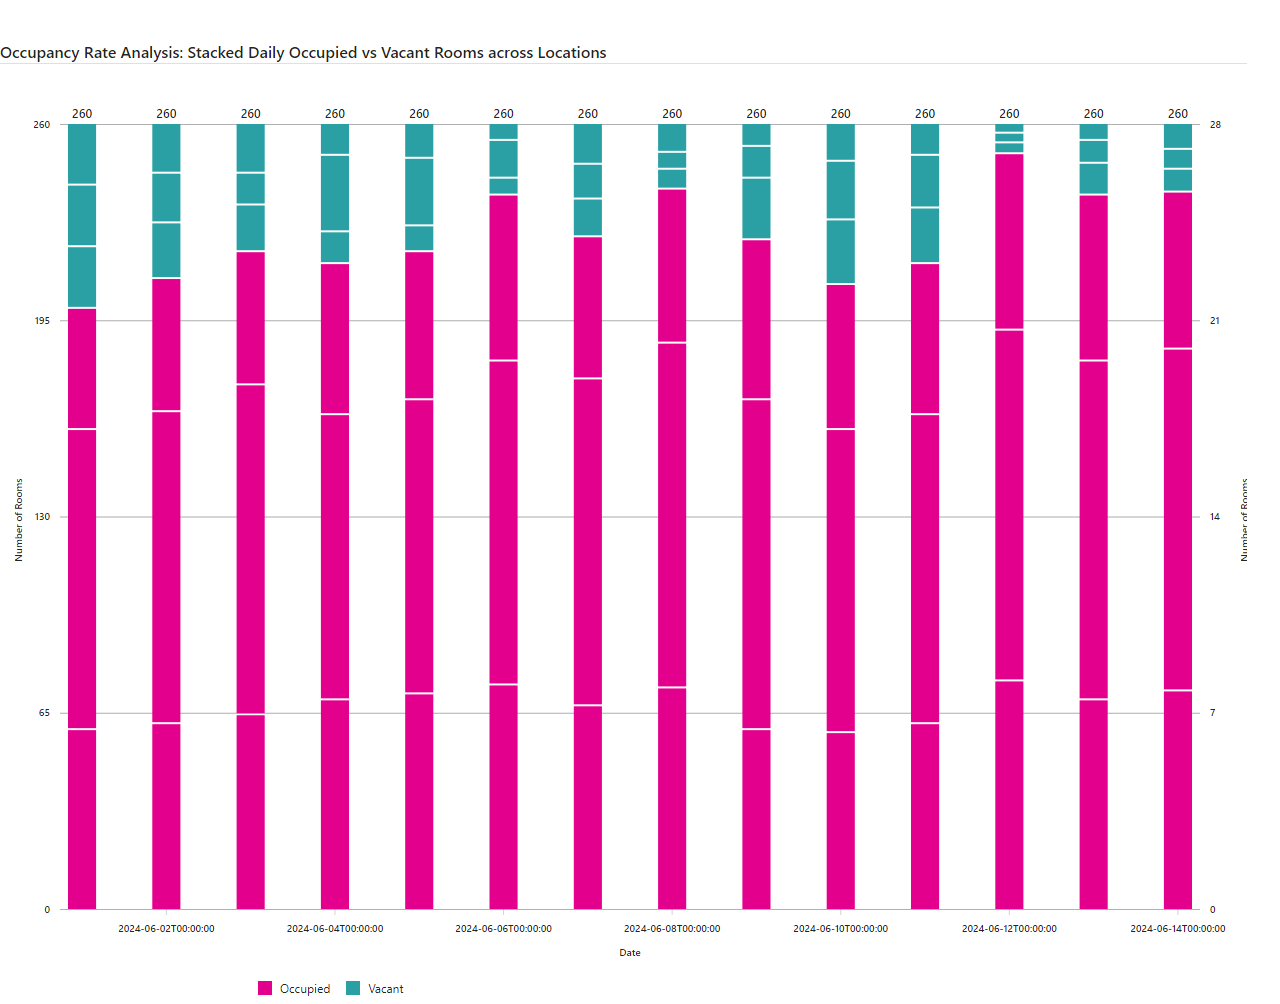 Occupancy Rate Analysis: Stacked Daily Occupied vs Vacant Rooms across Locations
260 260 260 260 260 260 260 260 260 260 260 260 260 260
260 28
195 21
130 14
65 7
0 0
Number of Rooms
Number of Rooms
2024-06-02T00:00:00 2024-06-04T00:00:00 2024-06-06T00:00:00 2024-06-08T00:00:00 2024-06-10T00:00:00 2024-06-12T00:00:00 2024-06-14T00:00:00
Date
Occupied Vacant